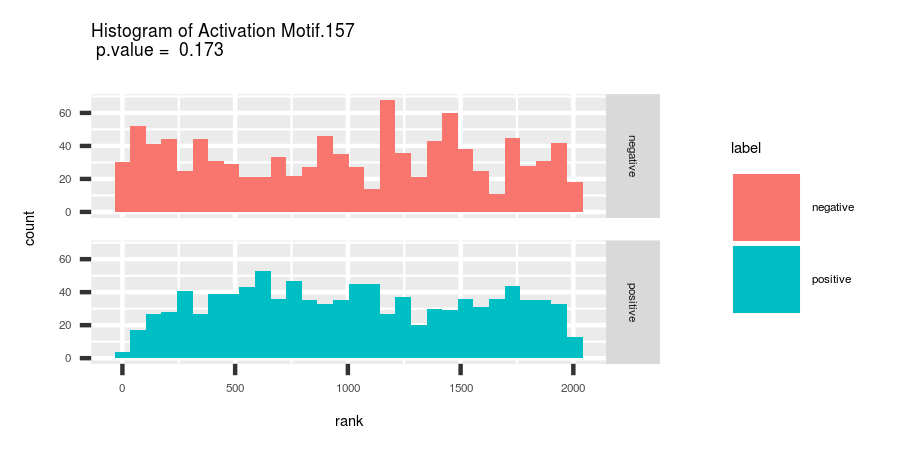 Histogram of Activation Motif.157
p.value =  0.173
count
60
40
20
0
negative
60
40
20
0
positive
0
500
1000
1500
2000
rank
label
negative
positive